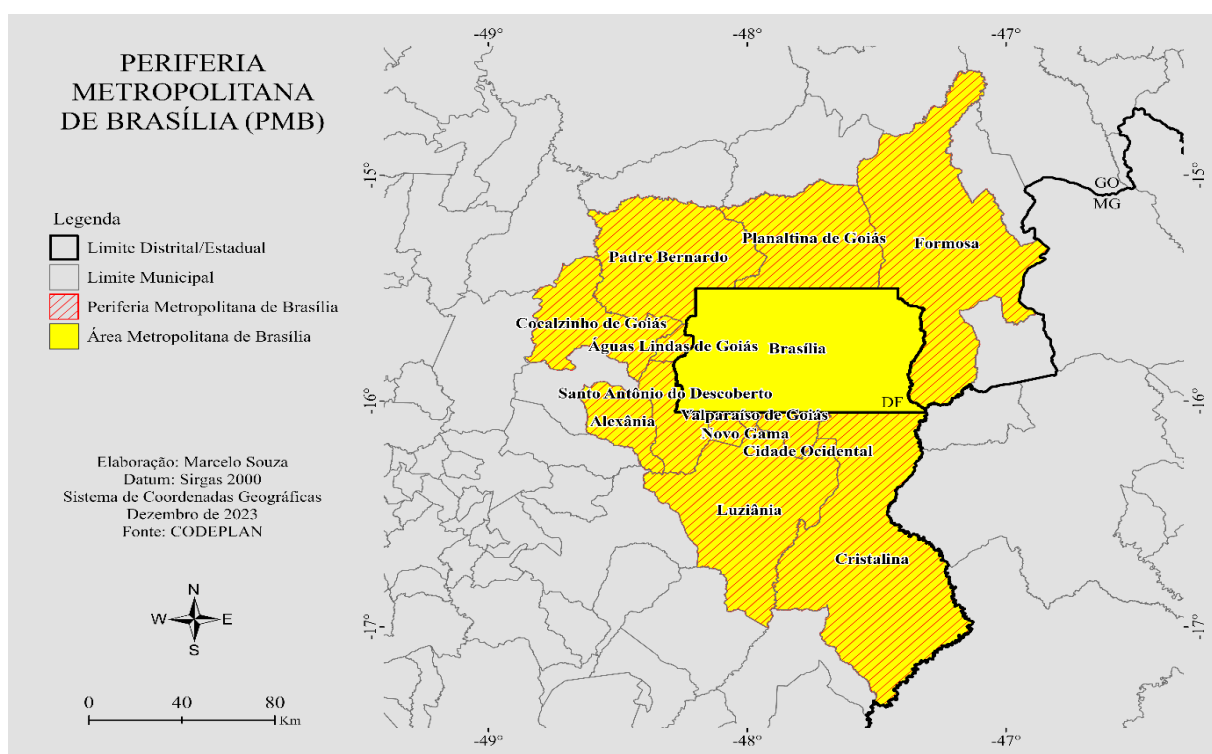 PERIFERIA
METROPOLITANA
DE BRASÍLIA (PMB)
Legenda
Limite Distrital/Estadual
Limite Municipal
Periferia Metropolitana de Brasília
Área Metropolitana de Brasília
Elaboração: Marcelo Souza
Datum: Sirgas 2000
Sistema de Coordenadas Geográficas
Dezembro de 2023
Fonte: CODEPLAN
N
W E
S
0 40 80
Km
-49° -48° -47°
-15° -15°
GO
MG
Planaltina de Goiás
Formosa
Padre Bernardo
Cocalzinho de Goiás
Águas Lindas de Goiás
Brasília
Santo Antônio do Descoberto
DF
-16° -16°
Alexânia
Valparaíso de Goiás
Novo Gama
Cidade Ocidental
Luziânia
Cristalina
-17° -17°
-49° -48° -47°